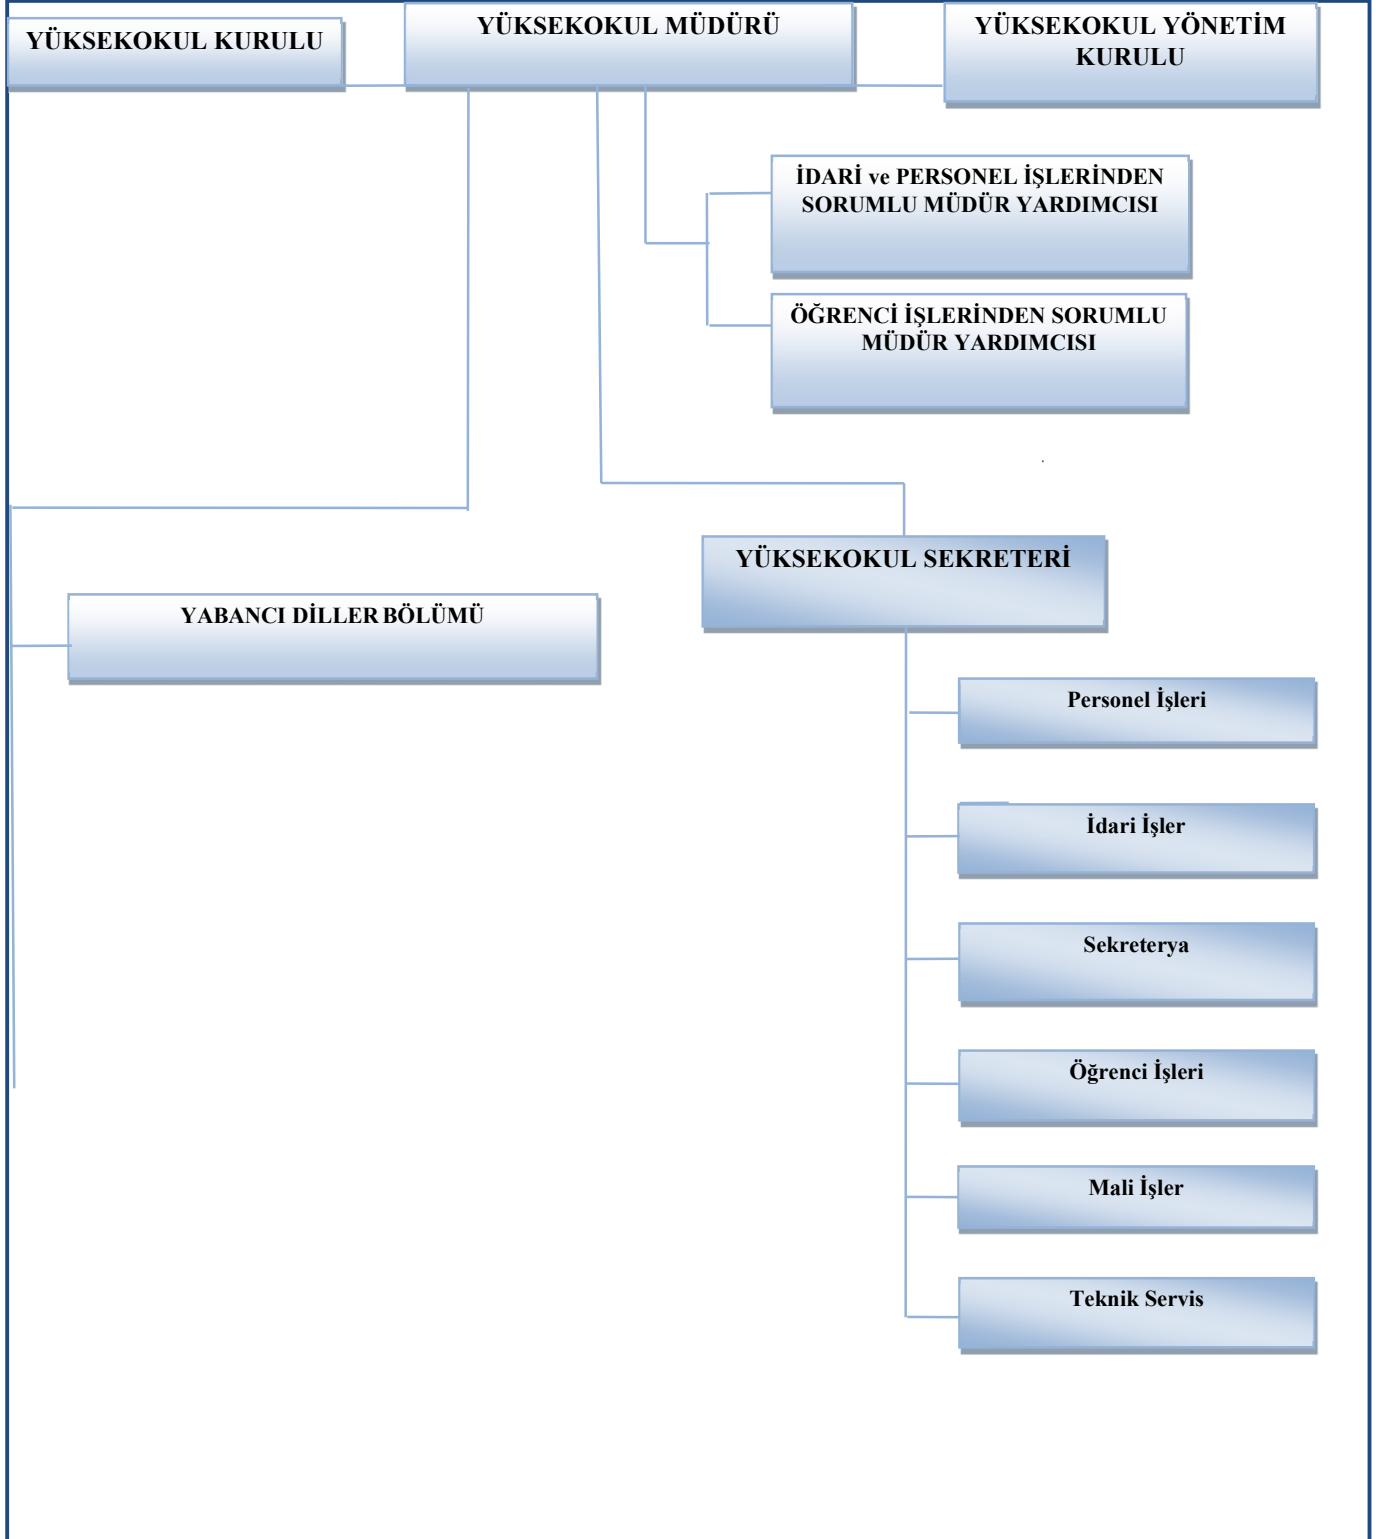 YÜKSEKOKUL KURULU
YÜKSEKOKUL MÜDÜRÜ
YÜKSEKOKUL YÖNETİM
KURULU
İDARİ ve PERSONEL İŞLERİNDEN
SORUMLU MÜDÜR YARDIMCISI
ÖĞRENCİ İŞLERİNDEN SORUMLU
MÜDÜR YARDIMCISI
.
YÜKSEKOKUL SEKRETERİ
YABANCI DİLLER BÖLÜMÜ
Personel İşleri
İdari İşler
Sekreterya
Öğrenci İşleri
Mali İşler
Teknik Servis